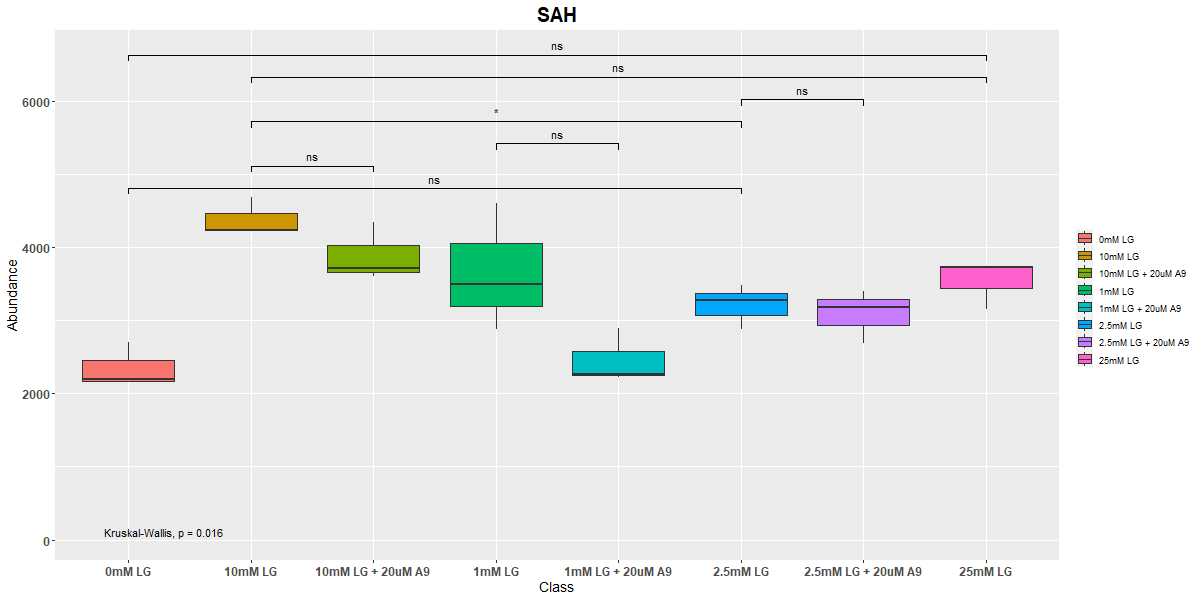 SAH
ns
ns
ns
*
ns
ns
ns
6000
4000
2000
0
Abundance
Kruskal-Wallis, p = 0.016
0mM LG
10mM LG
10mM LG + 20uM A9
1mM LG
1mM LG + 20uM A9
2.5mM LG
2.5mM LG + 20uM A9
25mM LG
Class
0mM LG
10mM LG
10mM LG + 20uM A9
1mM LG
1mM LG + 20uM A9
2.5mM LG
2.5mM LG + 20uM A9
25mM LG